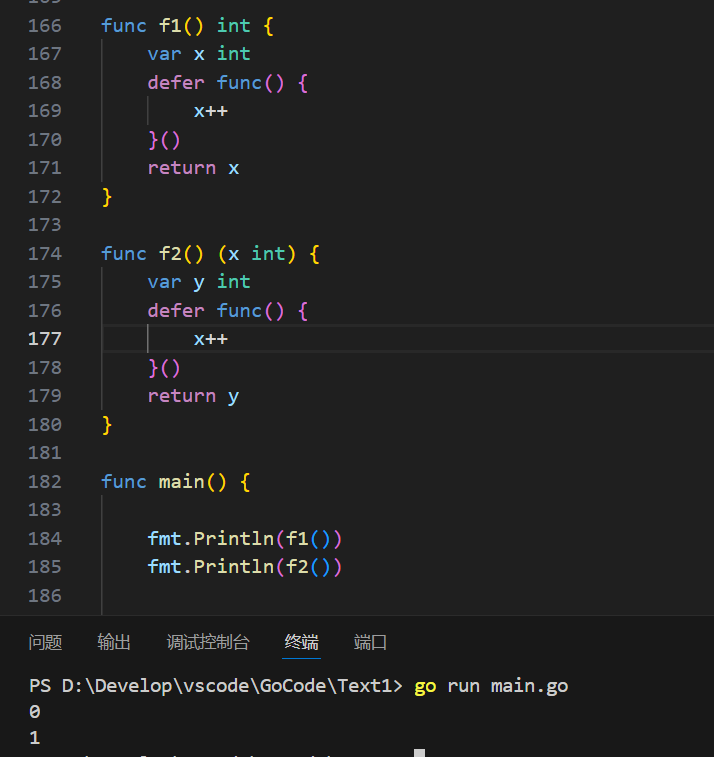 166 func f1() int {
167 var x int
168 defer func() {
169 x++
170 }()
171 return x
172 }
173
174 func f2() (x int) {
175 var y int
176 defer func() {
177 x++
178 }()
179 return y
180 }
181
182 func main() {
183
184 fmt.Println(f1())
185 fmt.Println(f2())
186
问题 输出 调试控制台 终端 端口
PS D:\Develop\vscode\GoCode\Text1> go run main.go
0
1